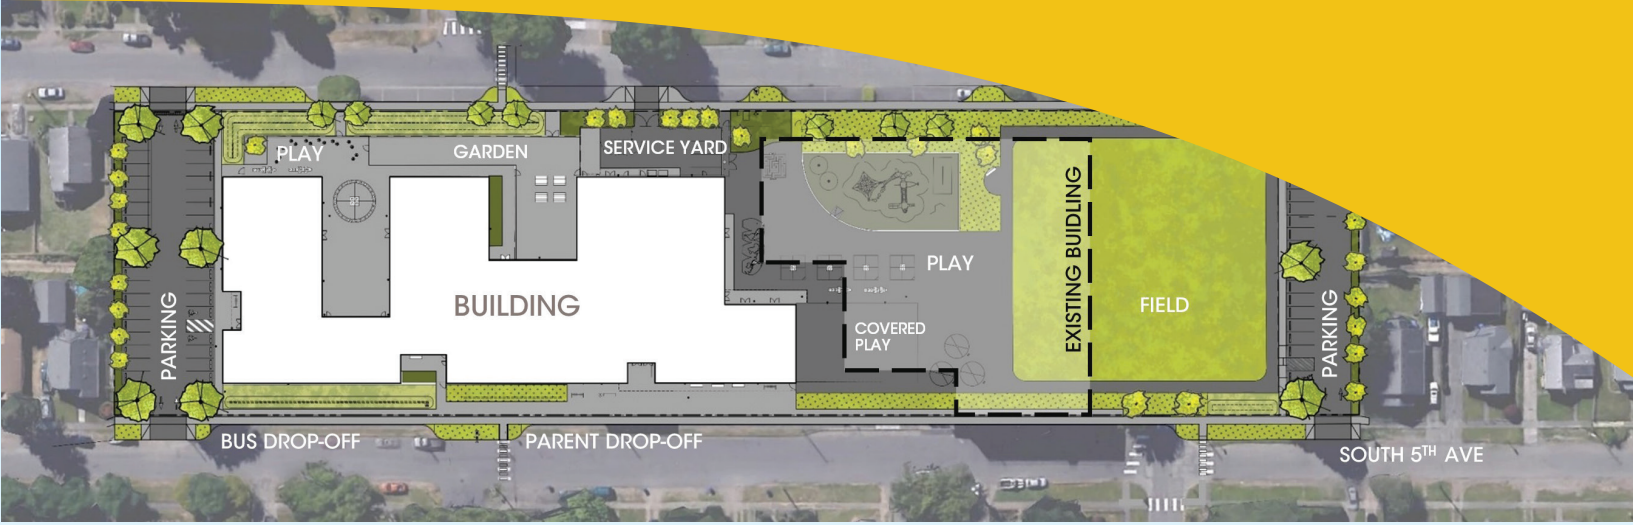 PLAY
GARDEN
SERVICE YARD
PLAY
EXISTING BUIDLING
BUILDING
PARKING
COVERED
PLAY
FIELD
PARKING
BUS DROP-OFF
PARENT DROP-OFF
SOUTH 5TH AVE